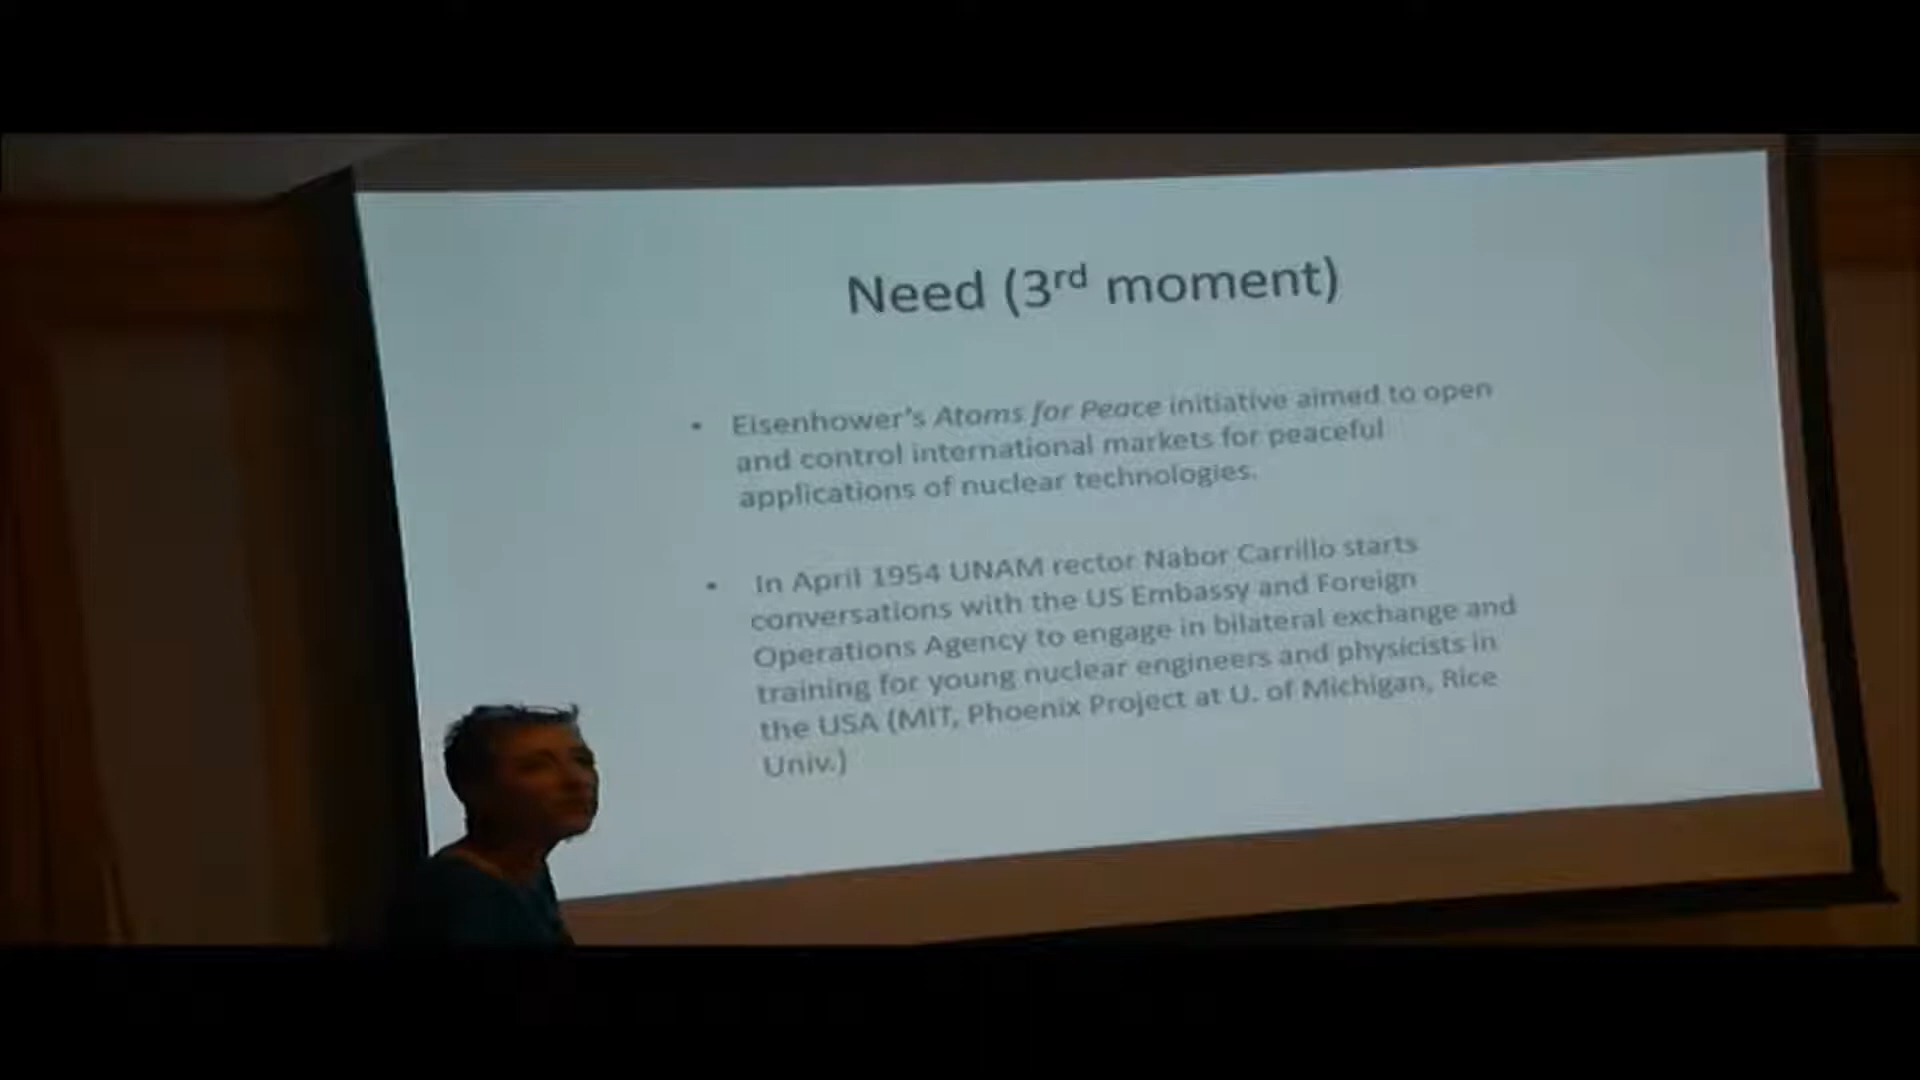 Need (3rd moment)
• Eisenhower's Atoms for Peace initiative aimed to open
and control international markets for peaceful
applications of nuclear technologies.
• In April 1954 UNAM rector Nabor Carrillo starts
conversations with the US Embassy and Foreign
Operations Agency to engage in bilateral exchange and
training for young nuclear engineers and physicists in
the USA (MIT, Phoenix Project at U. of Michigan, Rice
Univ.)